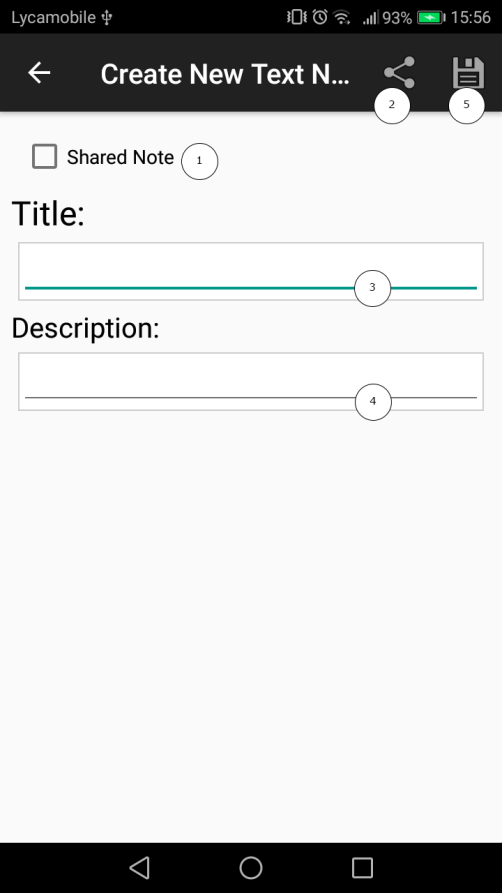 Lycamobile 93% 15:56
Create New Text N...
2 5
Shared Note 1
Title:
3
Description:
4